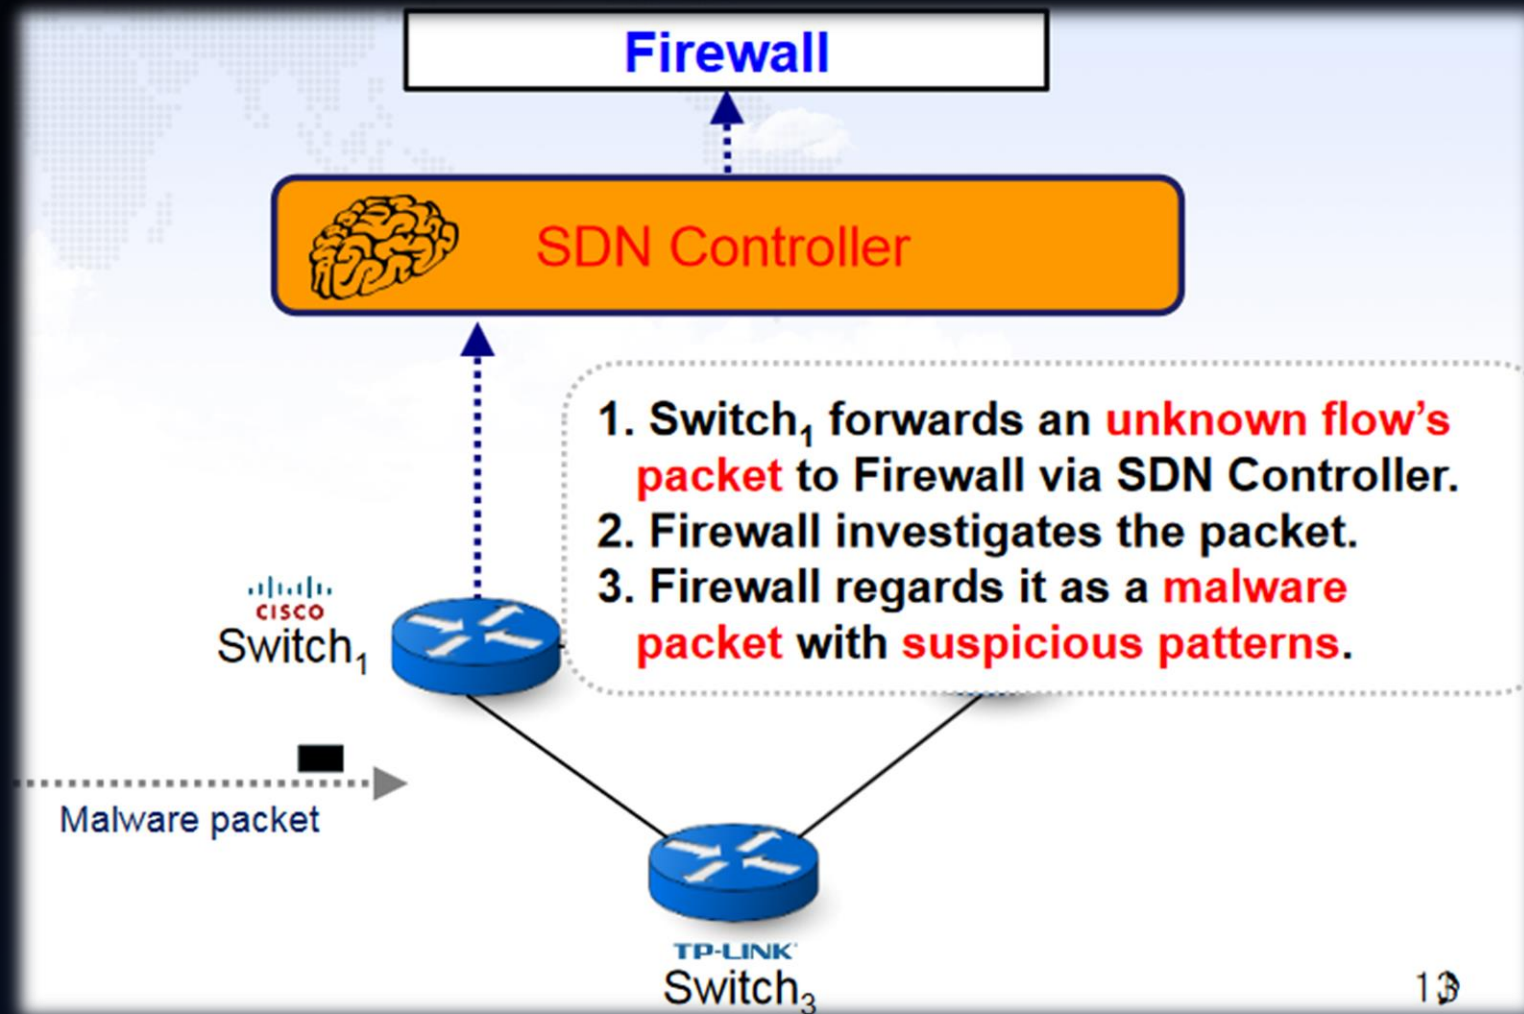 Firewall
SDN Controller
1. Switch₁ forwards an unknown flow's
packet to Firewall via SDN Controller.
2. Firewall investigates the packet.
3. Firewall regards it as a malware
packet with suspicious patterns.
CISCO
Switch₁
Malware packet
TP-LINK
Switch₃